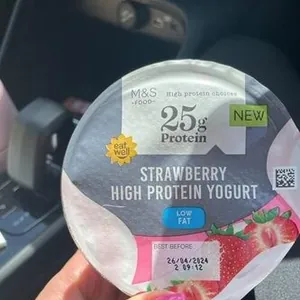 M&S
-FOOD-
High protein choices
25g
Protein
NEW
eat
well
STRAWBERRY
HIGH PROTEIN YOGURT
LOW
FAT
BEST BEFORE:
26/04/2024
2 09:12